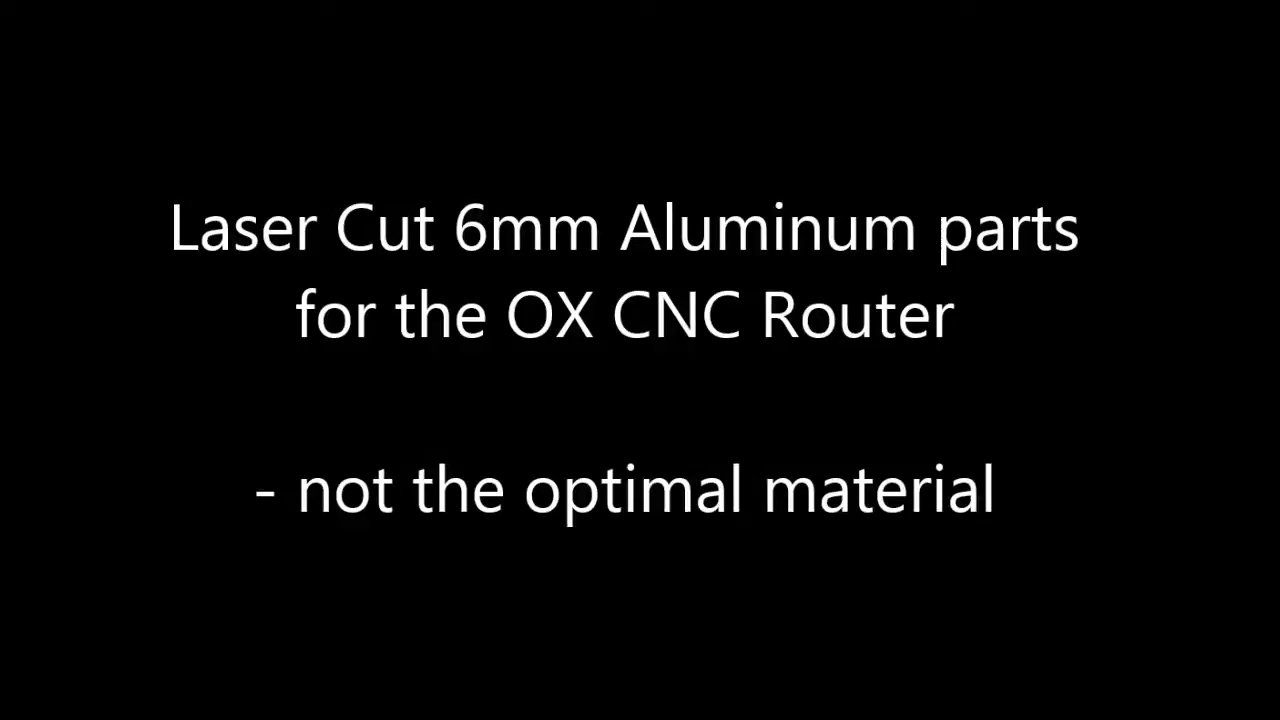 Laser Cut 6mm Aluminum parts
for the OX CNC Router
- not the optimal material